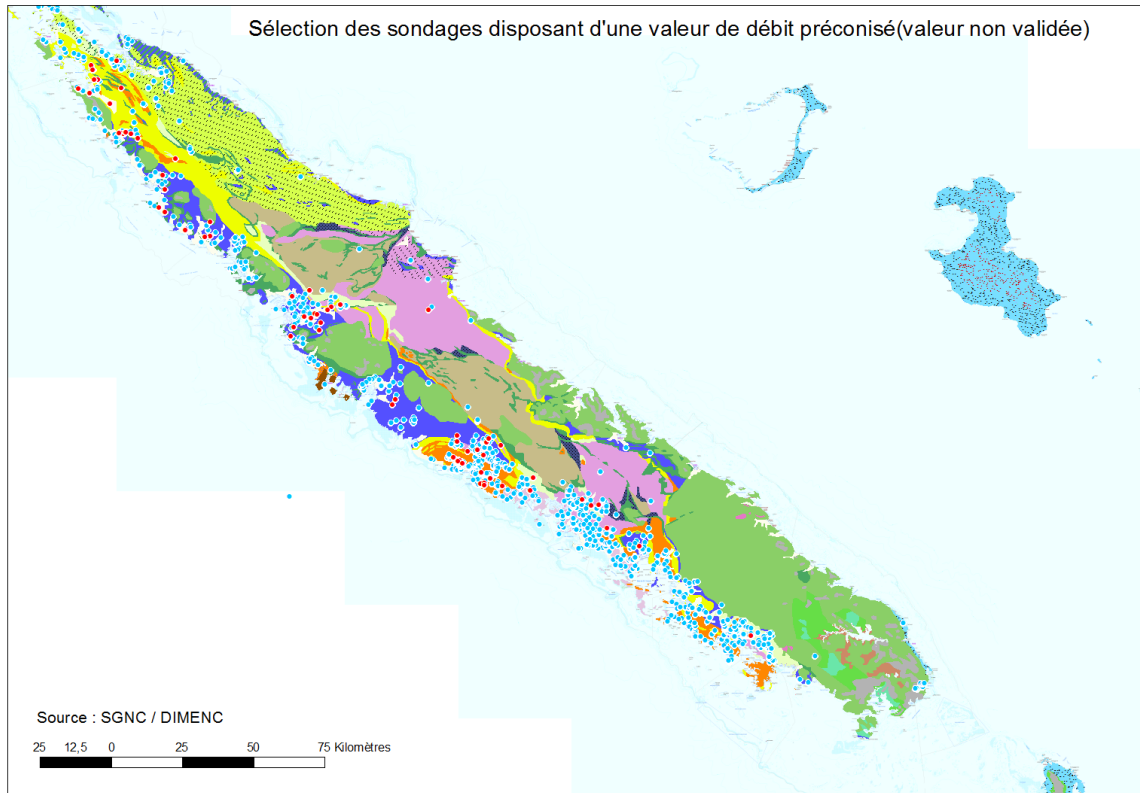 Sélection des sondages disposant d'une valeur de débit préconisé(valeur non validée)
Source : SGNC / DIMENC
25 12,5 0 25 50 75 Kilomètres